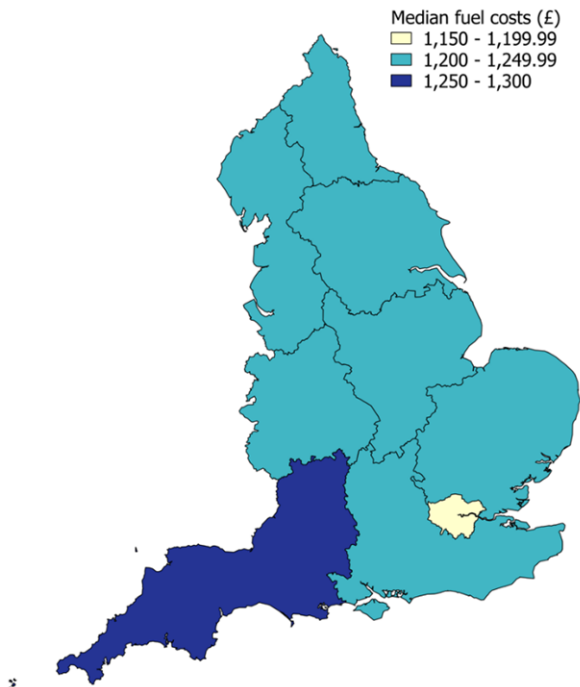 Median fuel costs (£)
1,150 - 1,199.99
1,200 - 1,249.99
1,250 - 1,300